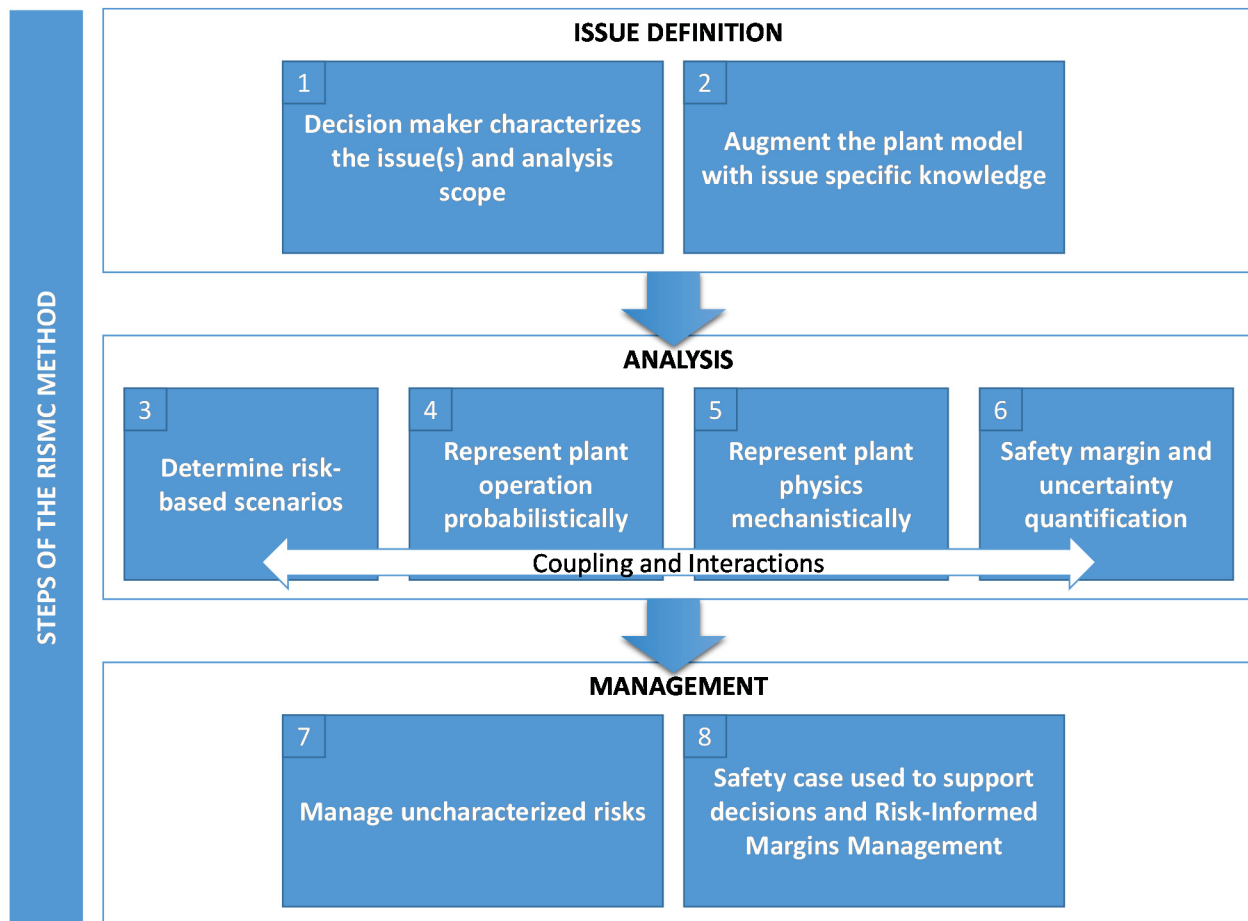 STEPS OF THE RISMC METHOD
ISSUE DEFINITION
1
Decision maker characterizes
the issue(s) and analysis
scope
2
Augment the plant model
with issue specific knowledge
ANALYSIS
3
Determine risk-
based scenarios
4
Represent plant
operation
probabilistically
5
Represent plant
physics
mechanistically
6
Safety margin and
uncertainty
quantification
Coupling and Interactions
MANAGEMENT
7
Manage uncharacterized risks
8
Safety case used to support
decisions and Risk-Informed
Margins Management